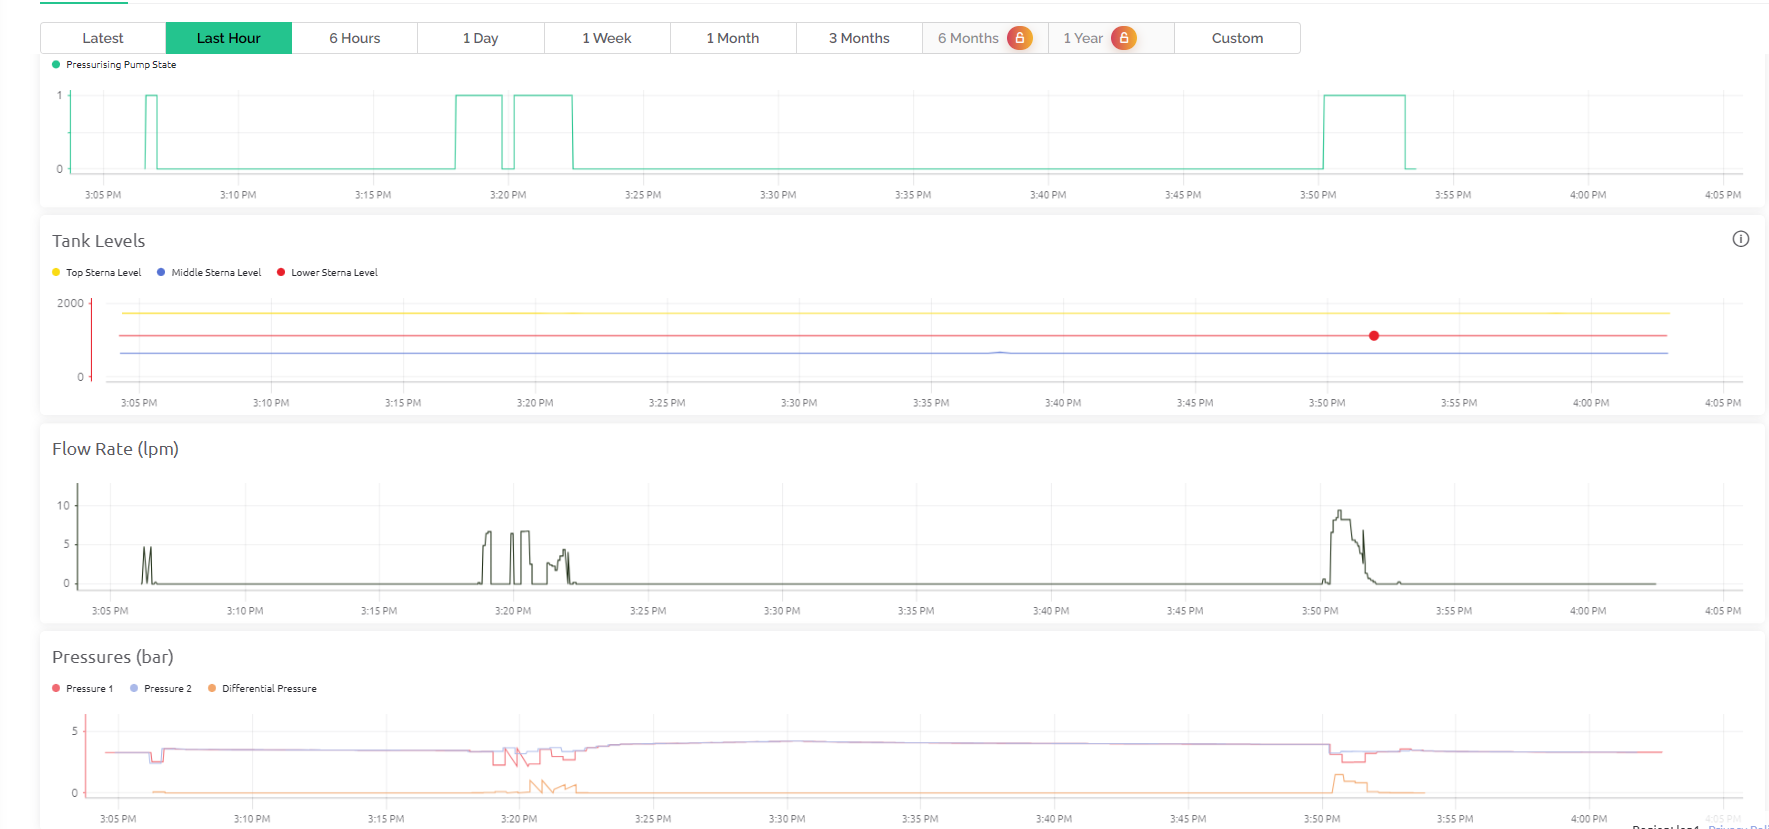 Latest Last Hour 6 Hours 1 Day 1 Week 1 Month 3 Months 6 Months 1 Year Custom
Pressurising Pump State
1
0
3:05 PM 3:10 PM 3:15 PM 3:20 PM 3:25 PM 3:30 PM 3:35 PM 3:40 PM 3:45 PM 3:50 PM 3:55 PM 4:00 PM 4:05 PM
Tank Levels
Top Sterna Level Middle Sterna Level Lower Sterna Level
2000
0
3:05 PM 3:10 PM 3:15 PM 3:20 PM 3:25 PM 3:30 PM 3:35 PM 3:40 PM 3:45 PM 3:50 PM 3:55 PM 4:00 PM 4:05 PM
Flow Rate (lpm)
10
5
0
3:05 PM 3:10 PM 3:15 PM 3:20 PM 3:25 PM 3:30 PM 3:35 PM 3:40 PM 3:45 PM 3:50 PM 3:55 PM 4:00 PM 4:05 PM
Pressures (bar)
Pressure 1 Pressure 2 Differential Pressure
5
0
3:05 PM 3:10 PM 3:15 PM 3:20 PM 3:25 PM 3:30 PM 3:35 PM 3:40 PM 3:45 PM 3:50 PM 3:55 PM 4:00 PM 4:05 PM